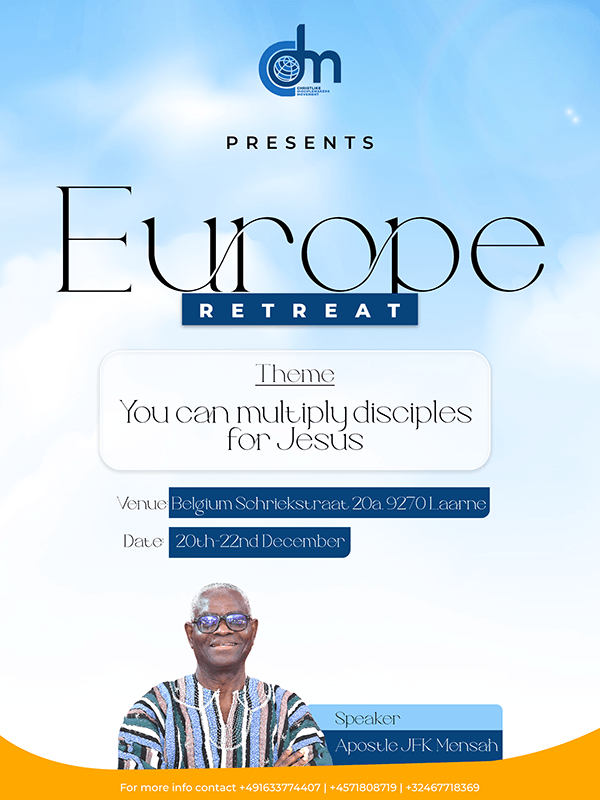 cdm
CHRISTLIKE
DISCIPLEMAKERS
MOVEMENT
PRESENTS
Europe
RETREAT
Theme
You can multiply disciples
for Jesus
Venue: Belgium Schriekstraat 20a, 9270 Laarne
Date: 20th-22nd December
Speaker
Apostle JFK Mensah
For more info contact +491633774407 | +4571808719 | +32467718369